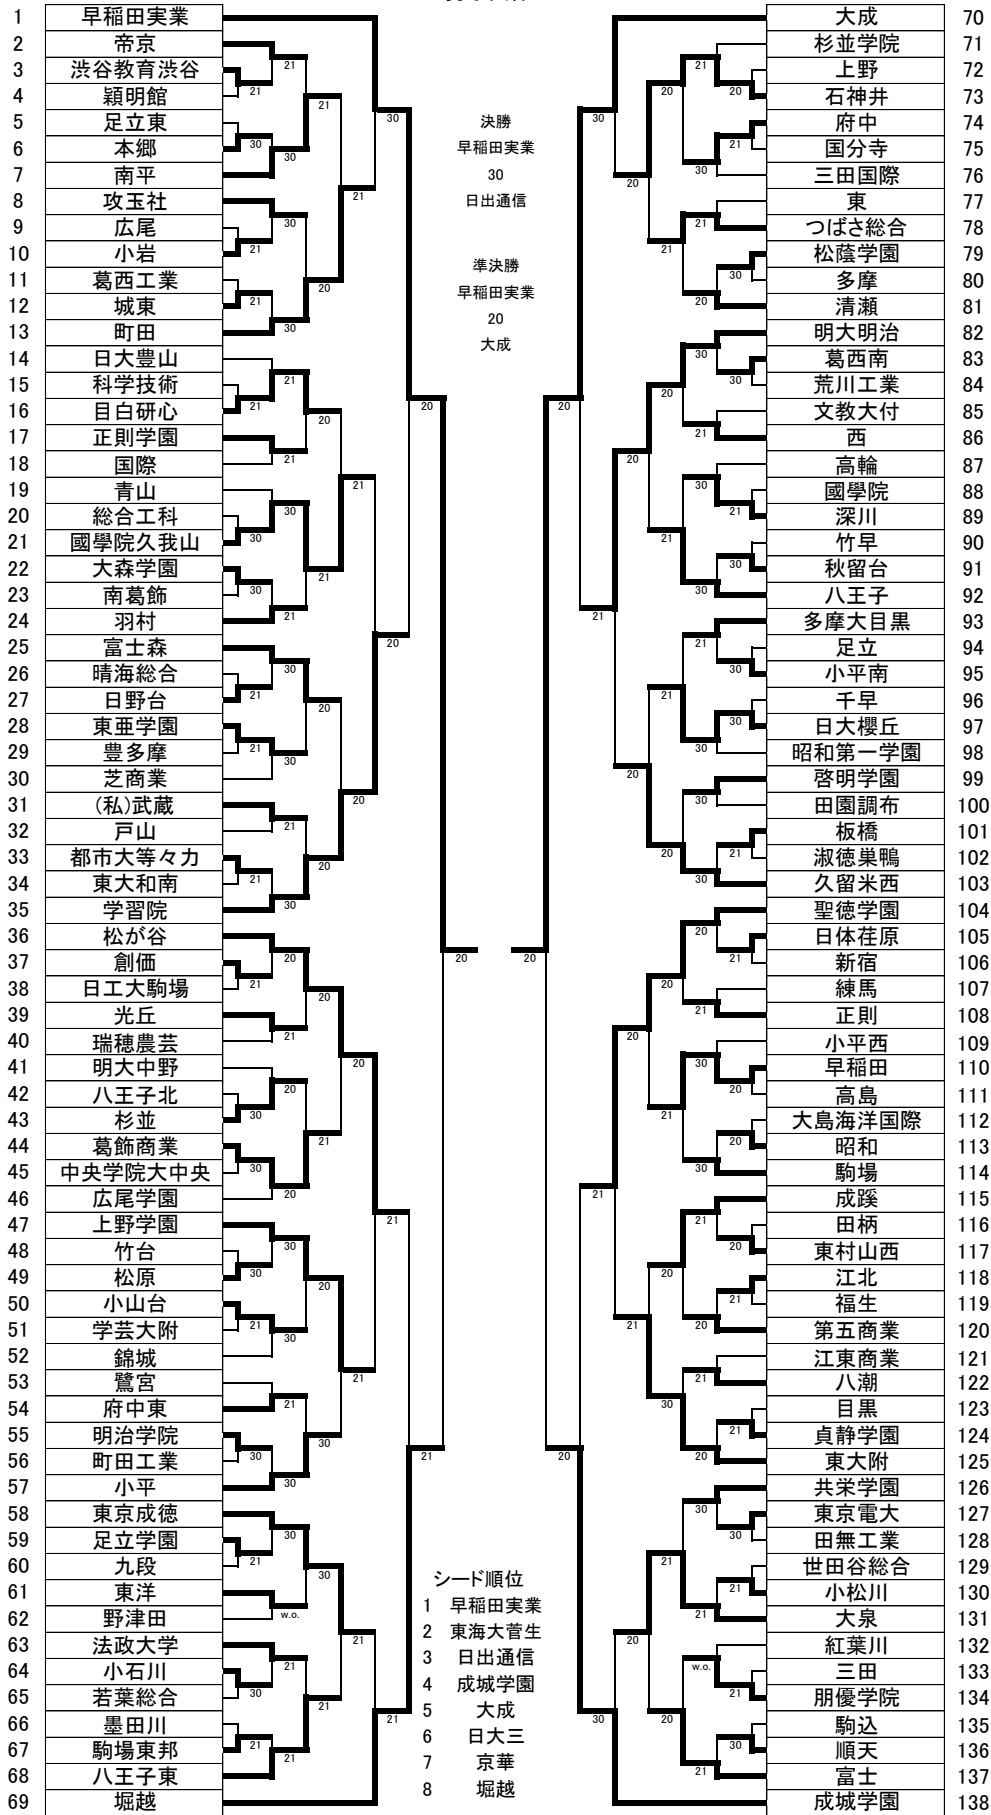 1 早稲田実業
2 帝京
3 渋谷教育渋谷
4 穎明館
5 足立東
6 本郷
7 南平
8 攻玉社
9 広尾
10 小岩
11 葛西工業
12 城東
13 町田
14 日大豊山
15 科学技術
16 目白研心
17 正則学園
18 国際
19 青山
20 総合工科
21 國學院久我山
22 大森学園
23 南葛飾
24 羽村
25 富士森
26 晴海総合
27 日野台
28 東亜学園
29 豊多摩
30 芝商業
31 (私)武蔵
32 戸山
33 都市大等々力
34 東大和南
35 学習院
36 松が谷
37 創価
38 日工大駒場
39 光丘
40 瑞穂農芸
41 明大中野
42 八王子北
43 杉並
44 葛飾商業
45 中央学院大中央
46 広尾学園
47 上野学園
48 竹台
49 松原
50 小山台
51 学芸大附
52 錦城
53 鷺宮
54 府中東
55 明治学院
56 町田工業
57 小平
58 東京成徳
59 足立学園
60 九段
61 東洋
62 野津田
63 法政大学
64 小石川
65 若葉総合
66 墨田川
67 駒場東邦
68 八王子東
69 堀越
決勝
早稲田実業
30
日出通信
準決勝
早稲田実業
20
大成
シード順位
1 早稲田実業
2 東海大菅生
3 日出通信
4 成城学園
5 大成
6 日大三
7 京華
8 堀越
大成 70
杉並学院 71
上野 72
石神井 73
府中 74
国分寺 75
三田国際 76
東 77
つばさ総合 78
松蔭学園 79
多摩 80
清瀬 81
明大明治 82
葛西南 83
荒川工業 84
文教大付 85
西 86
高輪 87
國學院 88
深川 89
竹早 90
秋留台 91
八王子 92
多摩大目黒 93
足立 94
小平南 95
千早 96
日大櫻丘 97
昭和第一学園 98
啓明学園 99
田園調布 100
板橋 101
淑徳巣鴨 102
久留米西 103
聖徳学園 104
日体荏原 105
新宿 106
練馬 107
正則 108
小平西 109
早稲田 110
高島 111
大島海洋国際 112
昭和 113
駒場 114
成蹊 115
田柄 116
東村山西 117
江北 118
福生 119
第五商業 120
江東商業 121
八潮 122
目黒 123
貞静学園 124
東大附 125
共栄学園 126
東京電大 127
田無工業 128
世田谷総合 129
小松川 130
大泉 131
紅葉川 132
三田 133
朋優学院 134
駒込 135
順天 136
富士 137
成城学園 138